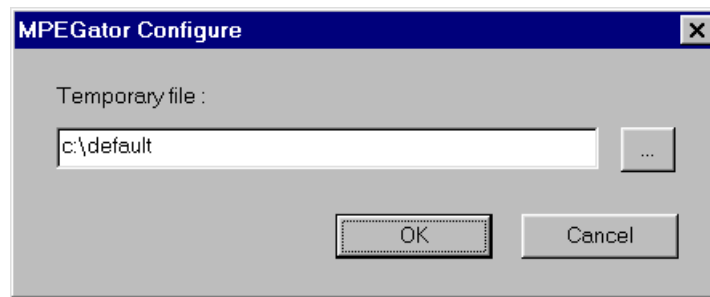 MPEGator Configure
Temporary file :
c:\default
...
OK
Cancel